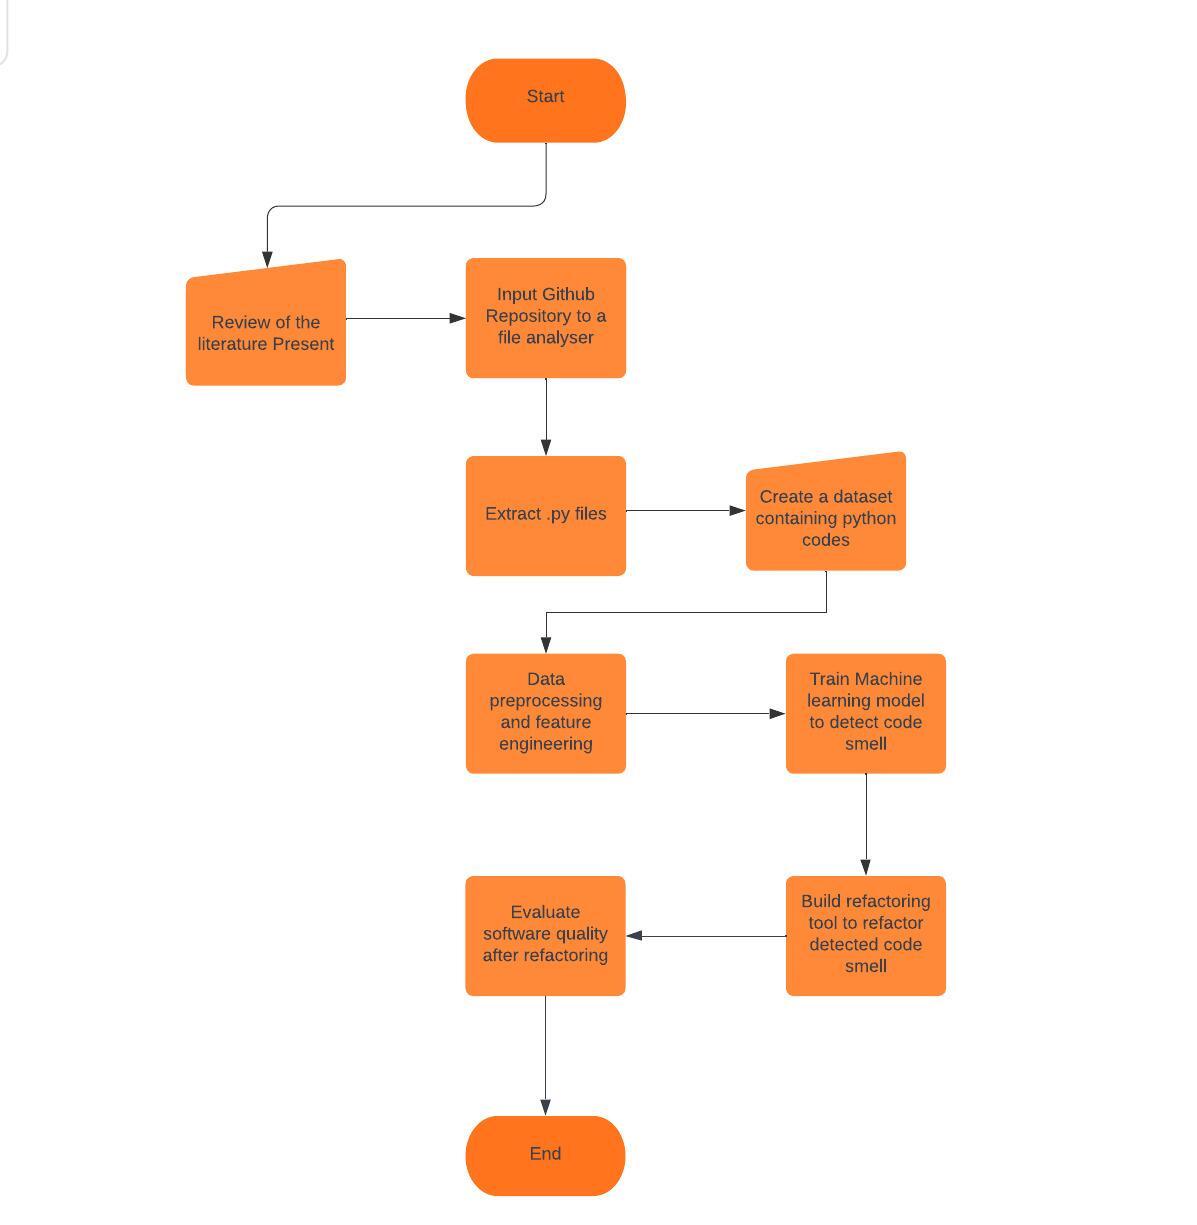 Start
Review of the
literature Present
Input Github
Repository to a
file analyser
Extract .py files
Create a dataset
containing python
codes
Data
preprocessing
and feature
engineering
Train Machine
learning model
to detect code
smell
Build refactoring
tool to refactor
detected code
smell
Evaluate
software quality
after refactoring
End